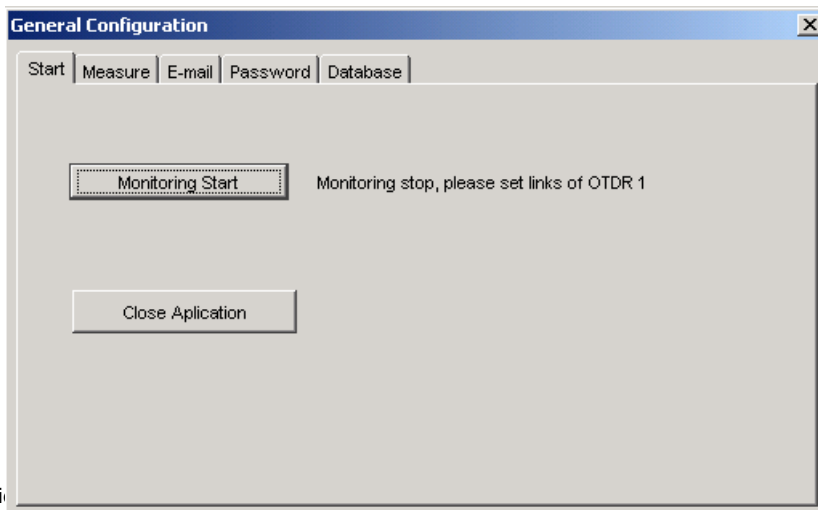 General Configuration
Start Measure E-mail Password Database
Monitoring Start Monitoring stop, please set links of OTDR 1
Close Aplication